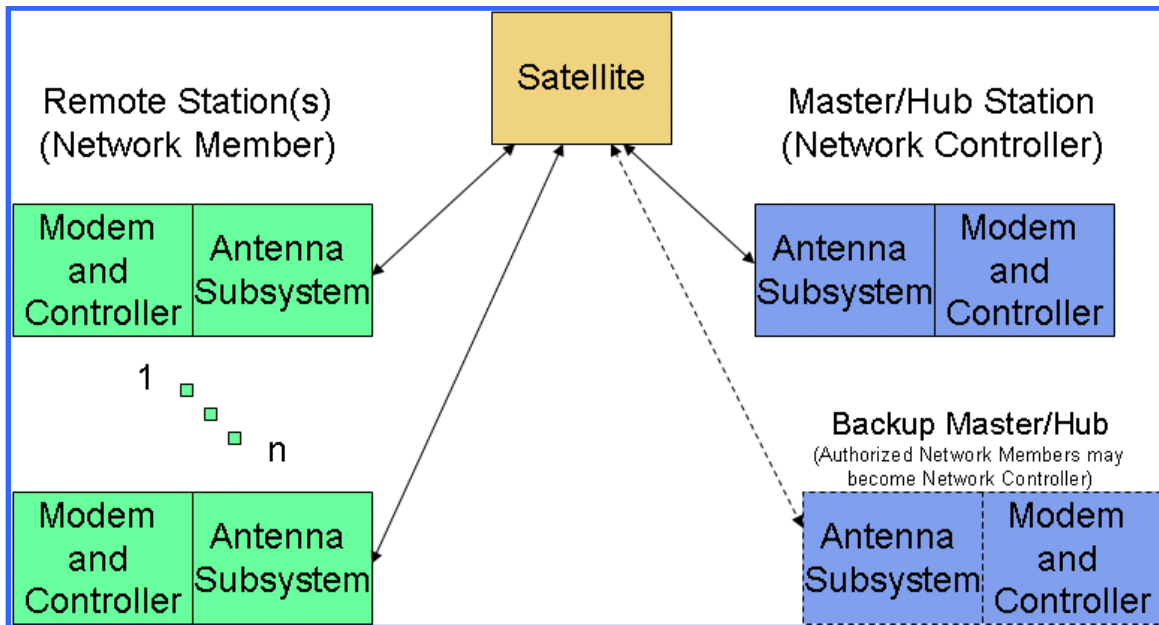 Satellite
Remote Station(s)
(Network Member)
Master/Hub Station
(Network Controller)
Modem
and
Controller
Antenna
Subsystem
Antenna
Subsystem
Modem
and
Controller
1
n
Backup Master/Hub
(Authorized Network Members may
become Network Controller)
Modem
and
Controller
Antenna
Subsystem
Antenna
Subsystem
Modem
and
Controller